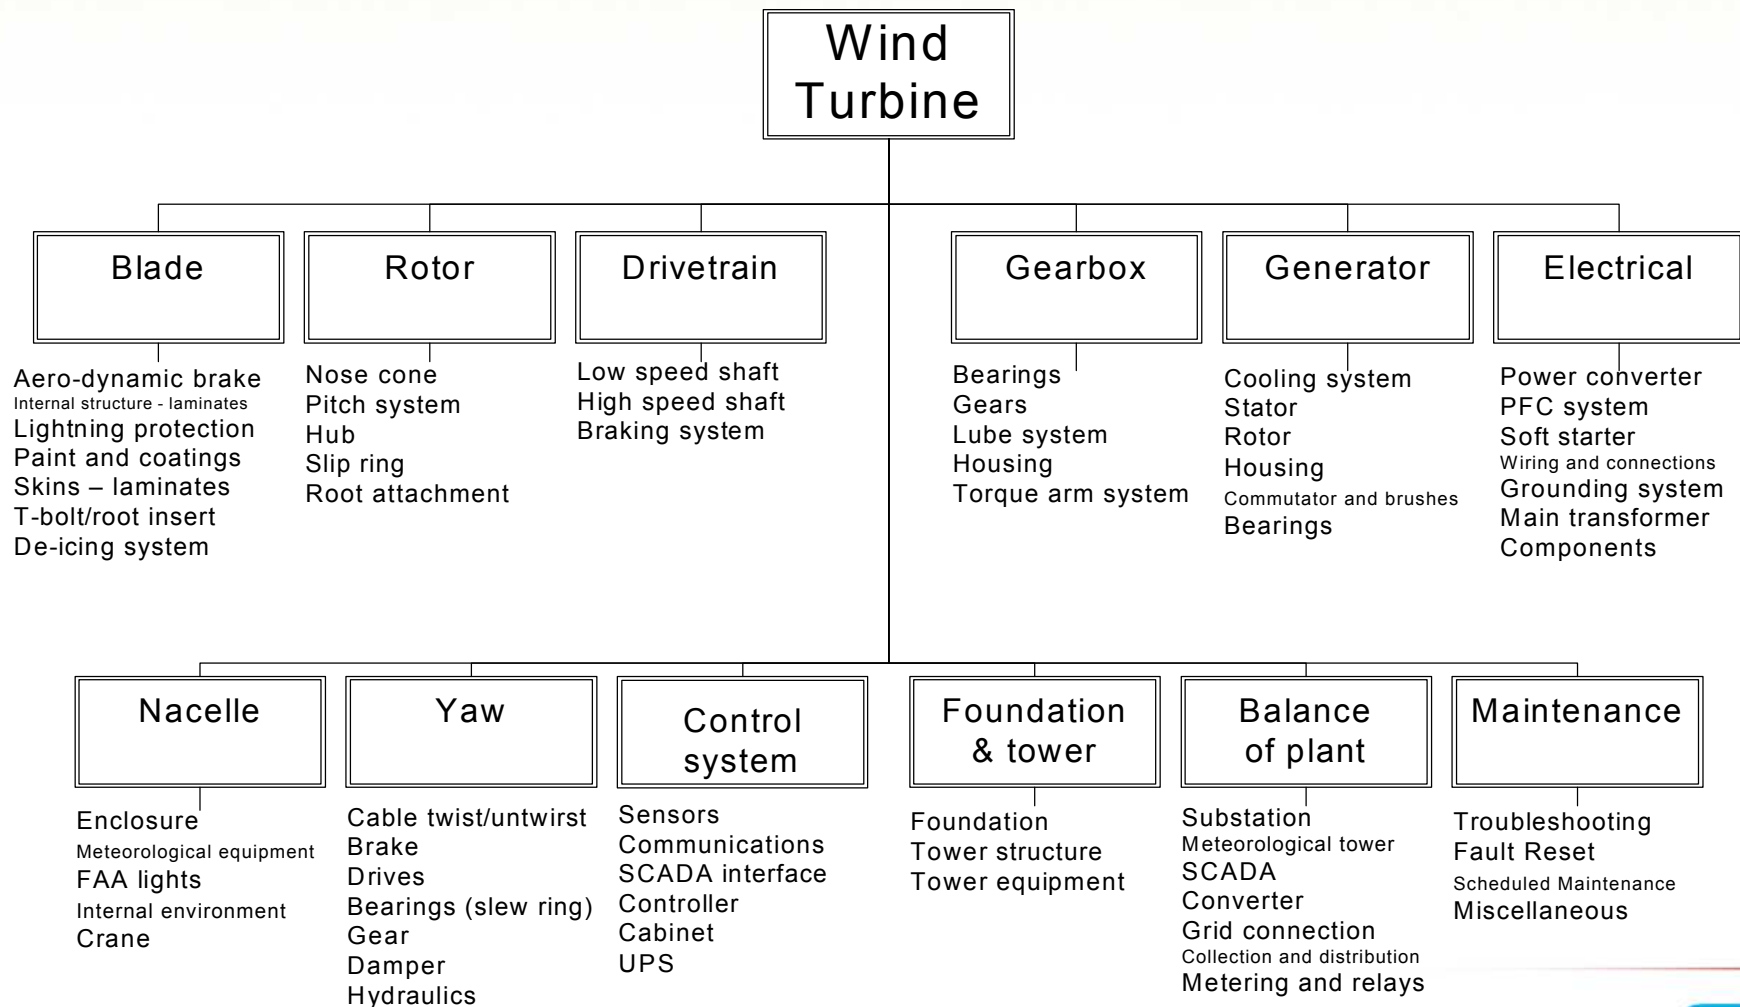 Wind
Turbine
Blade
Aero-dynamic brake
Internal structure - laminates
Lightning protection
Paint and coatings
Skins – laminates
T-bolt/root insert
De-icing system
Rotor
Nose cone
Pitch system
Hub
Slip ring
Root attachment
Drivetrain
Low speed shaft
High speed shaft
Braking system
Gearbox
Bearings
Gears
Lube system
Housing
Torque arm system
Generator
Cooling system
Stator
Rotor
Housing
Commutator and brushes
Bearings
Electrical
Power converter
PFC system
Soft starter
Wiring and connections
Grounding system
Main transformer
Components
Nacelle
Enclosure
Meteorological equipment
FAA lights
Internal environment
Crane
Yaw
Cable twist/untwirst
Brake
Drives
Bearings (slew ring)
Gear
Damper
Hydraulics
Control
system
Sensors
Communications
SCADA interface
Controller
Cabinet
UPS
Foundation
& tower
Foundation
Tower structure
Tower equipment
Balance
of plant
Substation
Meteorological tower
SCADA
Converter
Grid connection
Collection and distribution
Metering and relays
Maintenance
Troubleshooting
Fault Reset
Scheduled Maintenance
Miscellaneous